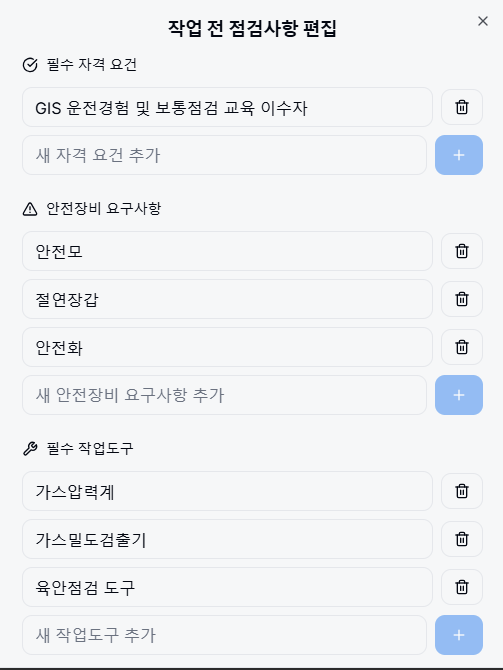 작업 전 점검사항 편집
필수 자격 요건
GIS 운전경험 및 보통점검 교육 이수자
새 자격 요건 추가
안전장비 요구사항
안전모
절연장갑
안전화
새 안전장비 요구사항 추가
필수 작업도구
가스압력계
가스밀도검출기
육안점검 도구
새 작업도구 추가